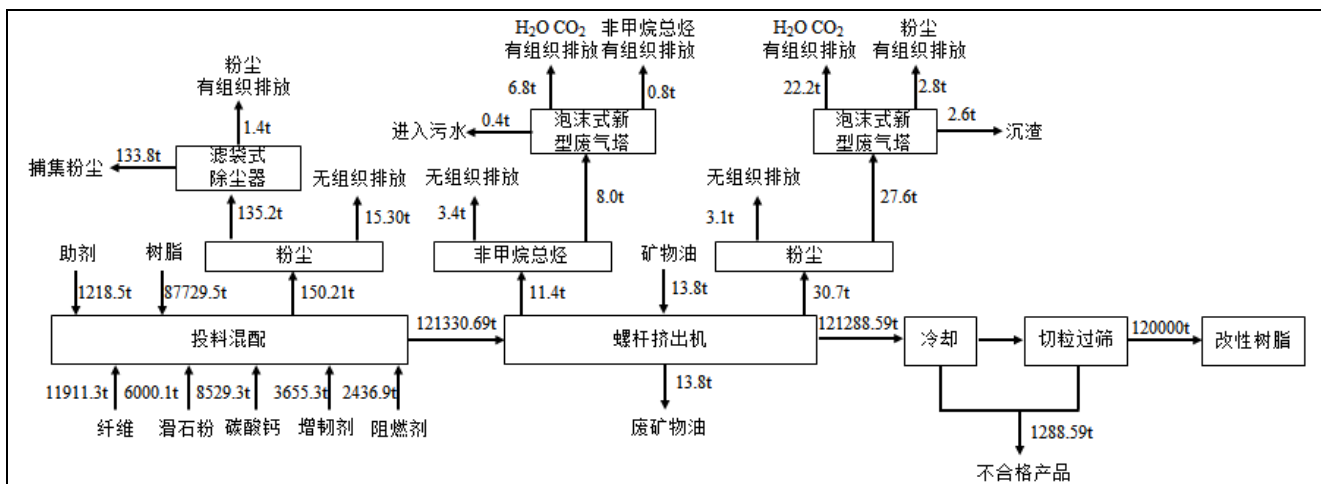 H2O CO2
有组织排放
非甲烷总烃
有组织排放
H2O CO2
有组织排放
粉尘
有组织排放
粉尘
有组织排放
6.8t
0.8t
22.2t
2.8t
1.4t
进入污水
0.4t
泡沫式新
型废气塔
泡沫式新
型废气塔
2.6t
沉渣
捕集粉尘
133.8t
滤袋式
除尘器
无组织排放
无组织排放
无组织排放
135.2t
15.30t
3.4t
8.0t
3.1t
27.6t
助剂
树脂
粉尘
非甲烷总烃
矿物油
粉尘
1218.5t
87729.5t
150.21t
11.4t
13.8t
30.7t
投料混配
121330.69t
螺杆挤出机
121288.59t
冷却
切粒过筛
120000t
改性树脂
11911.3t
6000.1t
8529.3t
3655.3t
2436.9t
13.8t
纤维
滑石粉
碳酸钙
增韧剂
阻燃剂
废矿物油
1288.59t
不合格产品